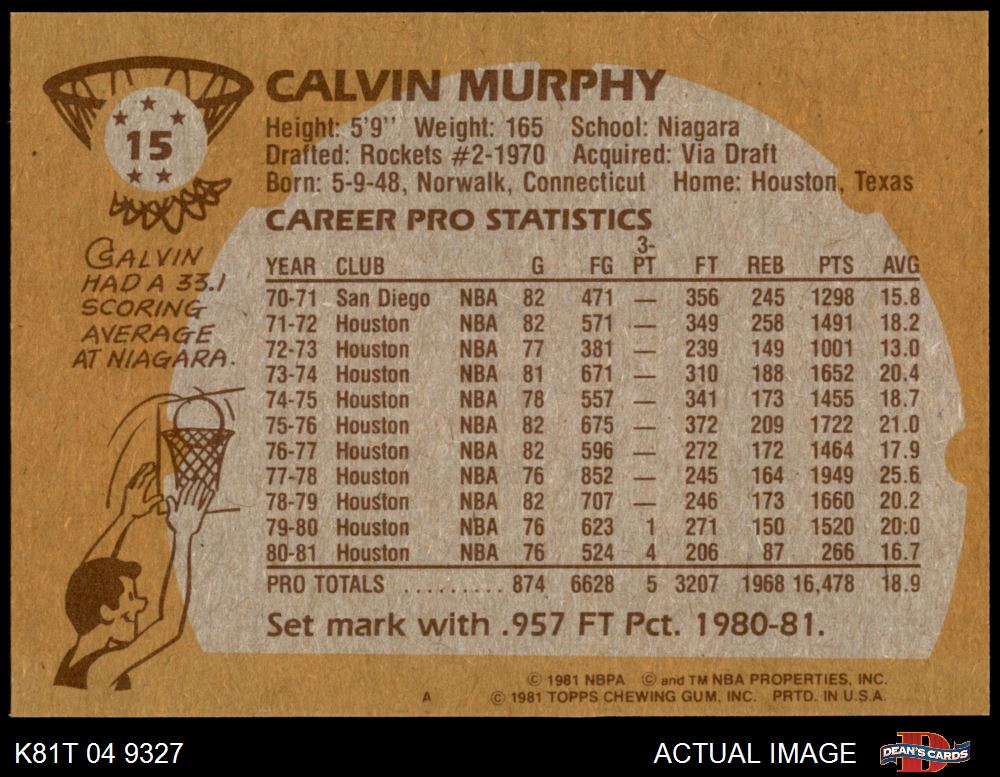 15
CALVIN MURPHY
Height: 5'9'' Weight: 165 School: Niagara
Drafted: Rockets #2-1970 Acquired: Via Draft
Born: 5-9-48, Norwalk, Connecticut Home: Houston, Texas
CAREER PRO STATISTICS
YEAR CLUB G FG 3-PT FT REB PTS AVG
70-71 San Diego NBA 82 471 — 356 245 1298 15.8
71-72 Houston NBA 82 571 — 349 258 1491 18.2
72-73 Houston NBA 77 381 — 239 149 1001 13.0
73-74 Houston NBA 81 671 — 310 188 1652 20.4
74-75 Houston NBA 78 557 — 341 173 1455 18.7
75-76 Houston NBA 82 675 — 372 209 1722 21.0
76-77 Houston NBA 82 596 — 272 172 1464 17.9
77-78 Houston NBA 76 852 — 245 164 1949 25.6
78-79 Houston NBA 82 707 — 246 173 1660 20.2
79-80 Houston NBA 76 623 1 271 150 1520 20.0
80-81 Houston NBA 76 524 4 206 87 266 16.7
PRO TOTALS ......... 874 6628 5 3207 1968 16,478 18.9
Set mark with .957 FT Pct. 1980-81.
CALVIN
HAD A 33.1
SCORING
AVERAGE
AT NIAGARA.
© 1981 NBPA © and TM NBA PROPERTIES, INC.
A © 1981 TOPPS CHEWING GUM, INC. PRTD. IN U.S.A.
K81T 04 9327
ACTUAL IMAGE
D
DEAN'S CARDS